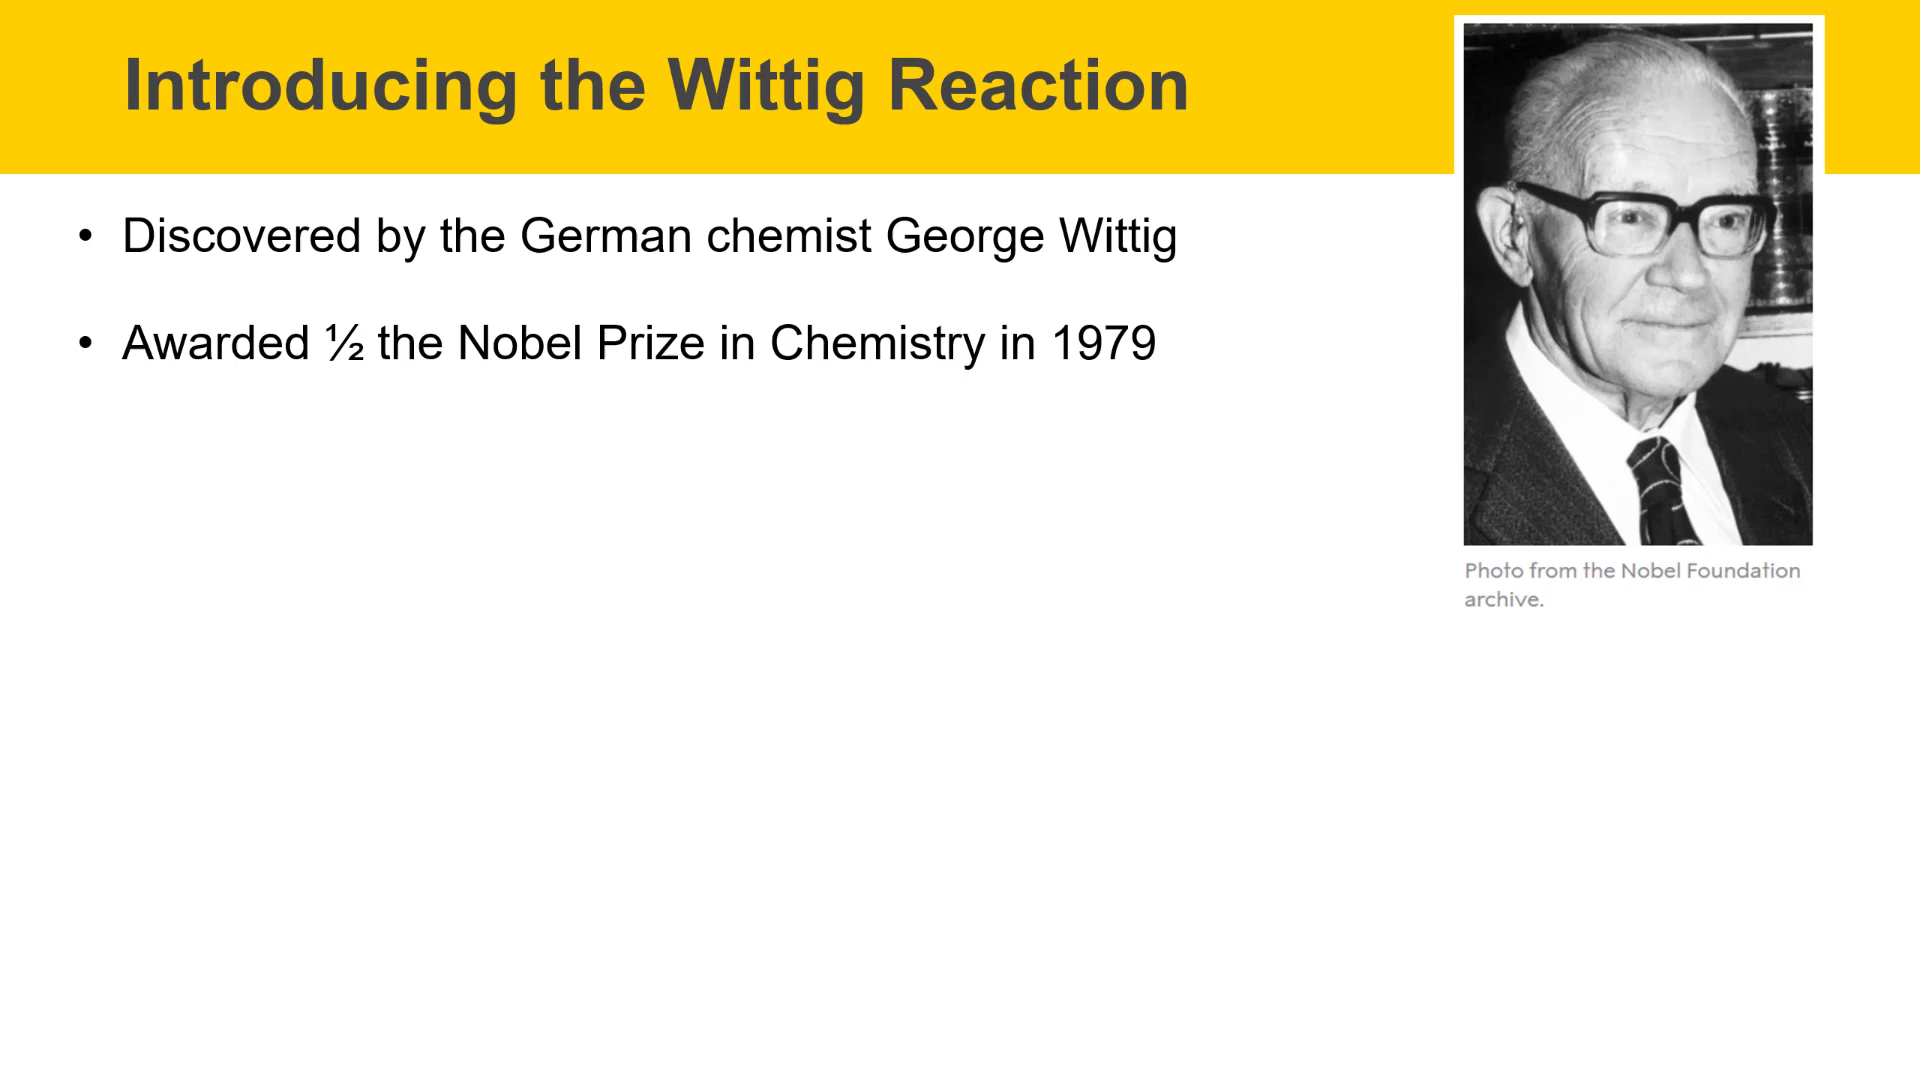 Introducing the Wittig Reaction
• Discovered by the German chemist George Wittig
• Awarded ½ the Nobel Prize in Chemistry in 1979
Photo from the Nobel Foundation
archive.